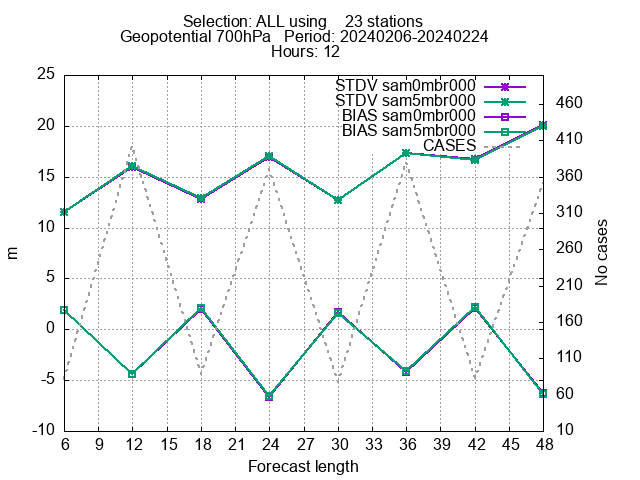 Selection: ALL using    23 stations
Geopotential 700hPa   Period: 20240206-20240224
Hours: 12
STDV sam0mbr000
STDV sam5mbr000
BIAS sam0mbr000
BIAS sam5mbr000
CASES
25
20
15
10
5
0
-5
-10
m
460
410
360
310
260
210
160
110
60
10
No cases
6 9 12 15 18 21 24 27 30 33 36 39 42 45 48
Forecast length